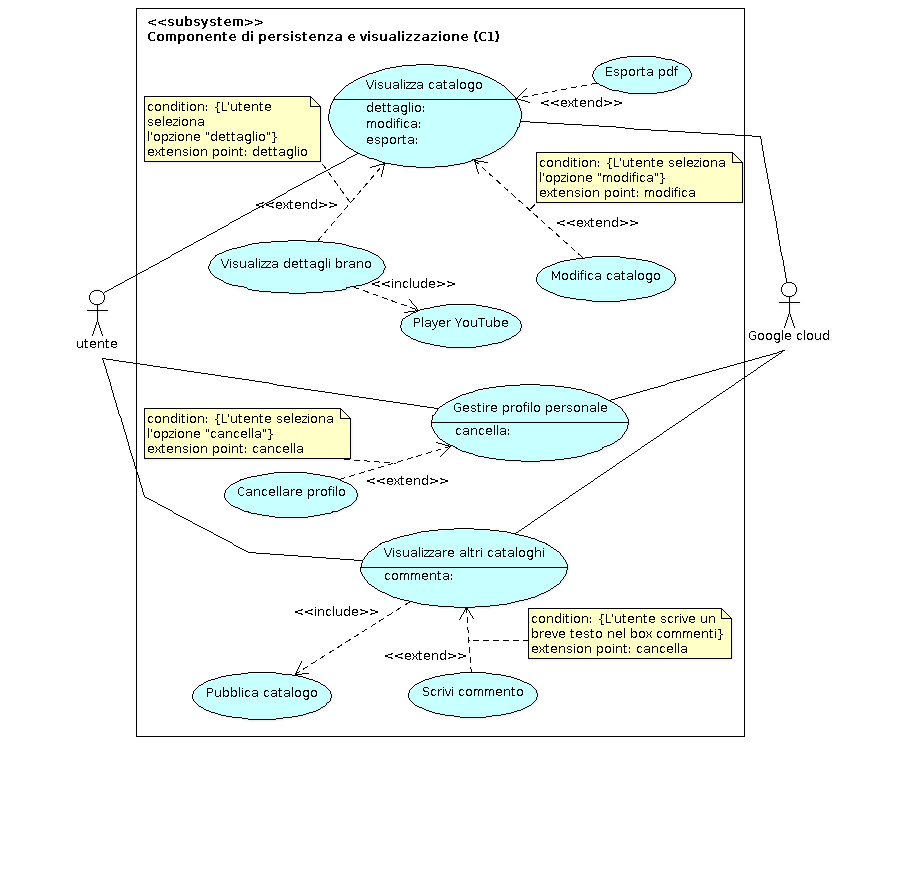 <<subsystem>>
Componente di persistenza e visualizzazione (C1)
Esporta pdf
Visualizza catalogo
dettaglio:
modifica:
esporta:
<<extend>>
condition: {L'utente
seleziona
l'opzione "dettaglio"}
extension point: dettaglio
condition: {L'utente seleziona
l'opzione "modifica"}
extension point: modifica
<<extend>>
<<extend>>
Visualizza dettagli brano
Modifica catalogo
<<include>>
Player YouTube
utente
Google cloud
Gestire profilo personale
cancella:
condition: {L'utente seleziona
l'opzione "cancella"}
extension point: cancella
<<extend>>
Cancellare profilo
Visualizzare altri cataloghi
commenta:
<<include>>
condition: {L'utente scrive un
breve testo nel box commenti}
extension point: cancella
<<extend>>
Pubblica catalogo
Scrivi commento